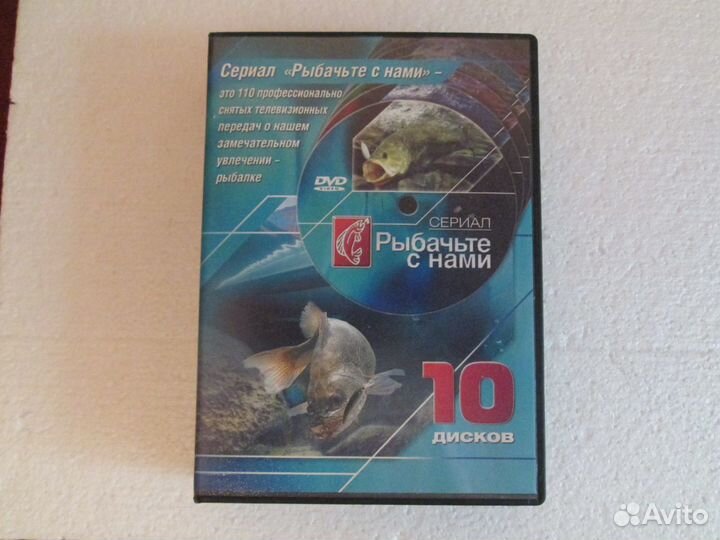 Сериал «Рыбачьте с нами» –
это 110 профессионально
снятых телевизионных
передач о нашем
замечательном
увлечении –
рыбалке
DVD
VIDEO
СЕРИАЛ
Рыбачьте
с нами
10
ДИСКОВ
Avito